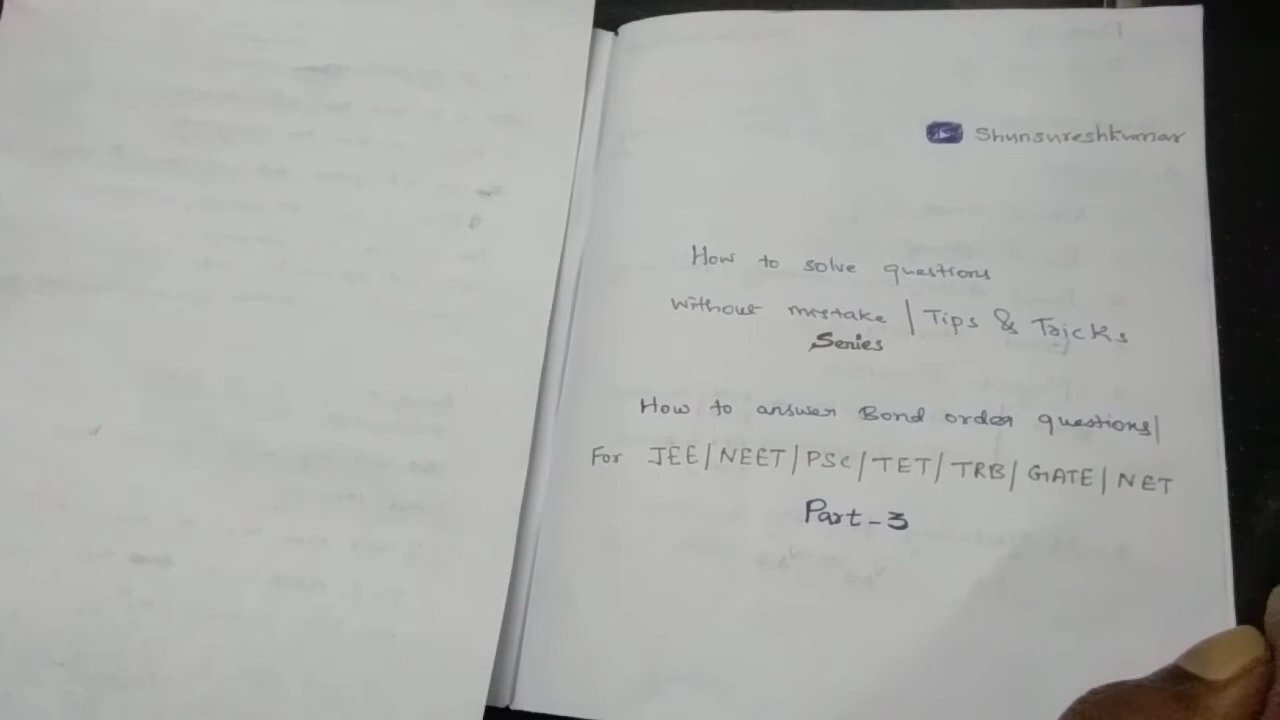 Shunsureshkumar
How to solve questions
without mistake | Tips & Tricks
Series
How to answer Bond order questions|
For JEE/NEET/PSC/TET/TRB/GATE/NET
Part-3